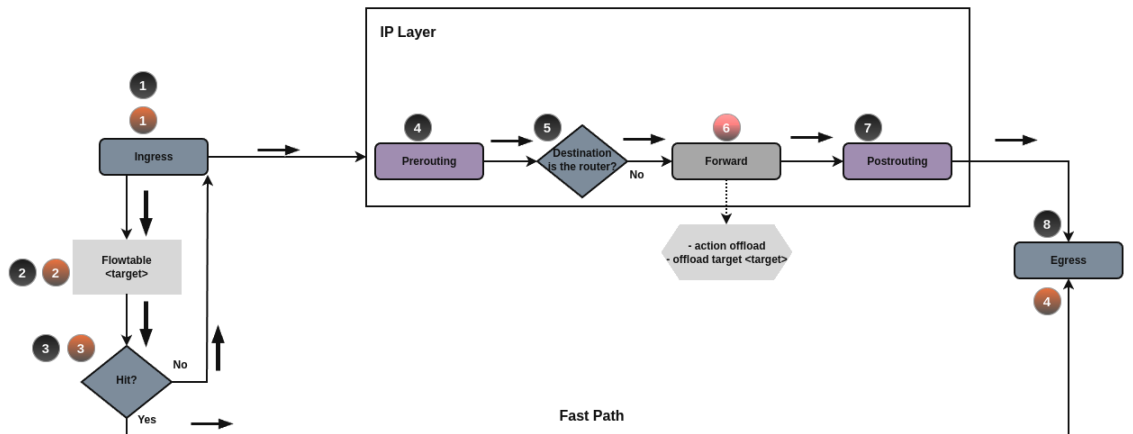 IP Layer
1
1
4
5
6
7
Ingress
Prerouting
Destination
is the router?
No
Forward
Postrouting
8
Flowtable
<target>
2
2
- action offload
- offload target <target>
Egress
4
3
3
Hit?
No
Yes
Fast Path